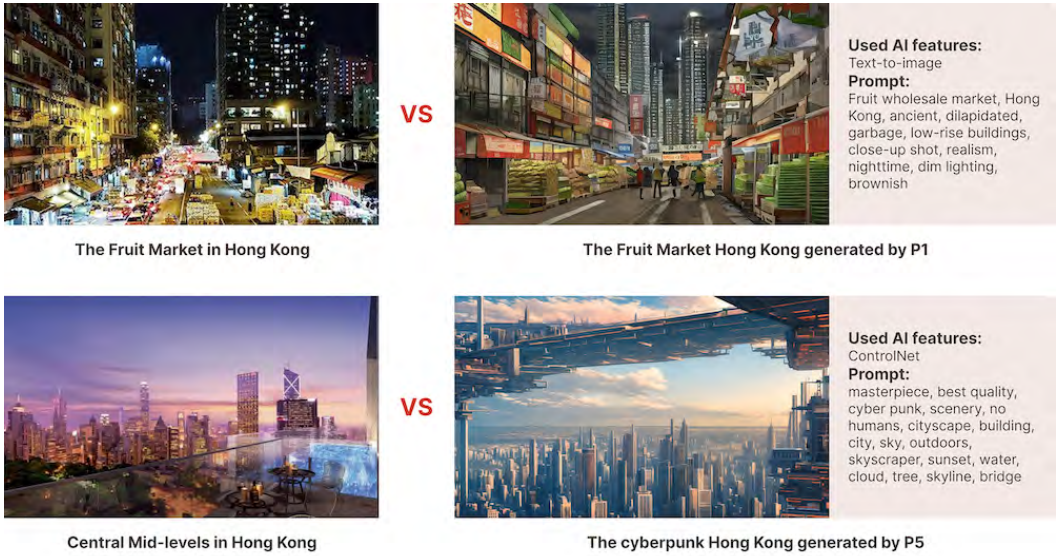 VS
Used AI features:
Text-to-image
Prompt:
Fruit wholesale market, Hong
Kong, ancient, dilapidated,
garbage, low-rise buildings,
close-up shot, realism,
nighttime, dim lighting,
brownish
The Fruit Market in Hong Kong
The Fruit Market Hong Kong generated by P1
VS
Used AI features:
ControlNet
Prompt:
masterpiece, best quality,
cyber punk, scenery, no
humans, cityscape, building,
city, sky, outdoors,
skyscraper, sunset, water,
cloud, tree, skyline, bridge
Central Mid-levels in Hong Kong
The cyberpunk Hong Kong generated by P5